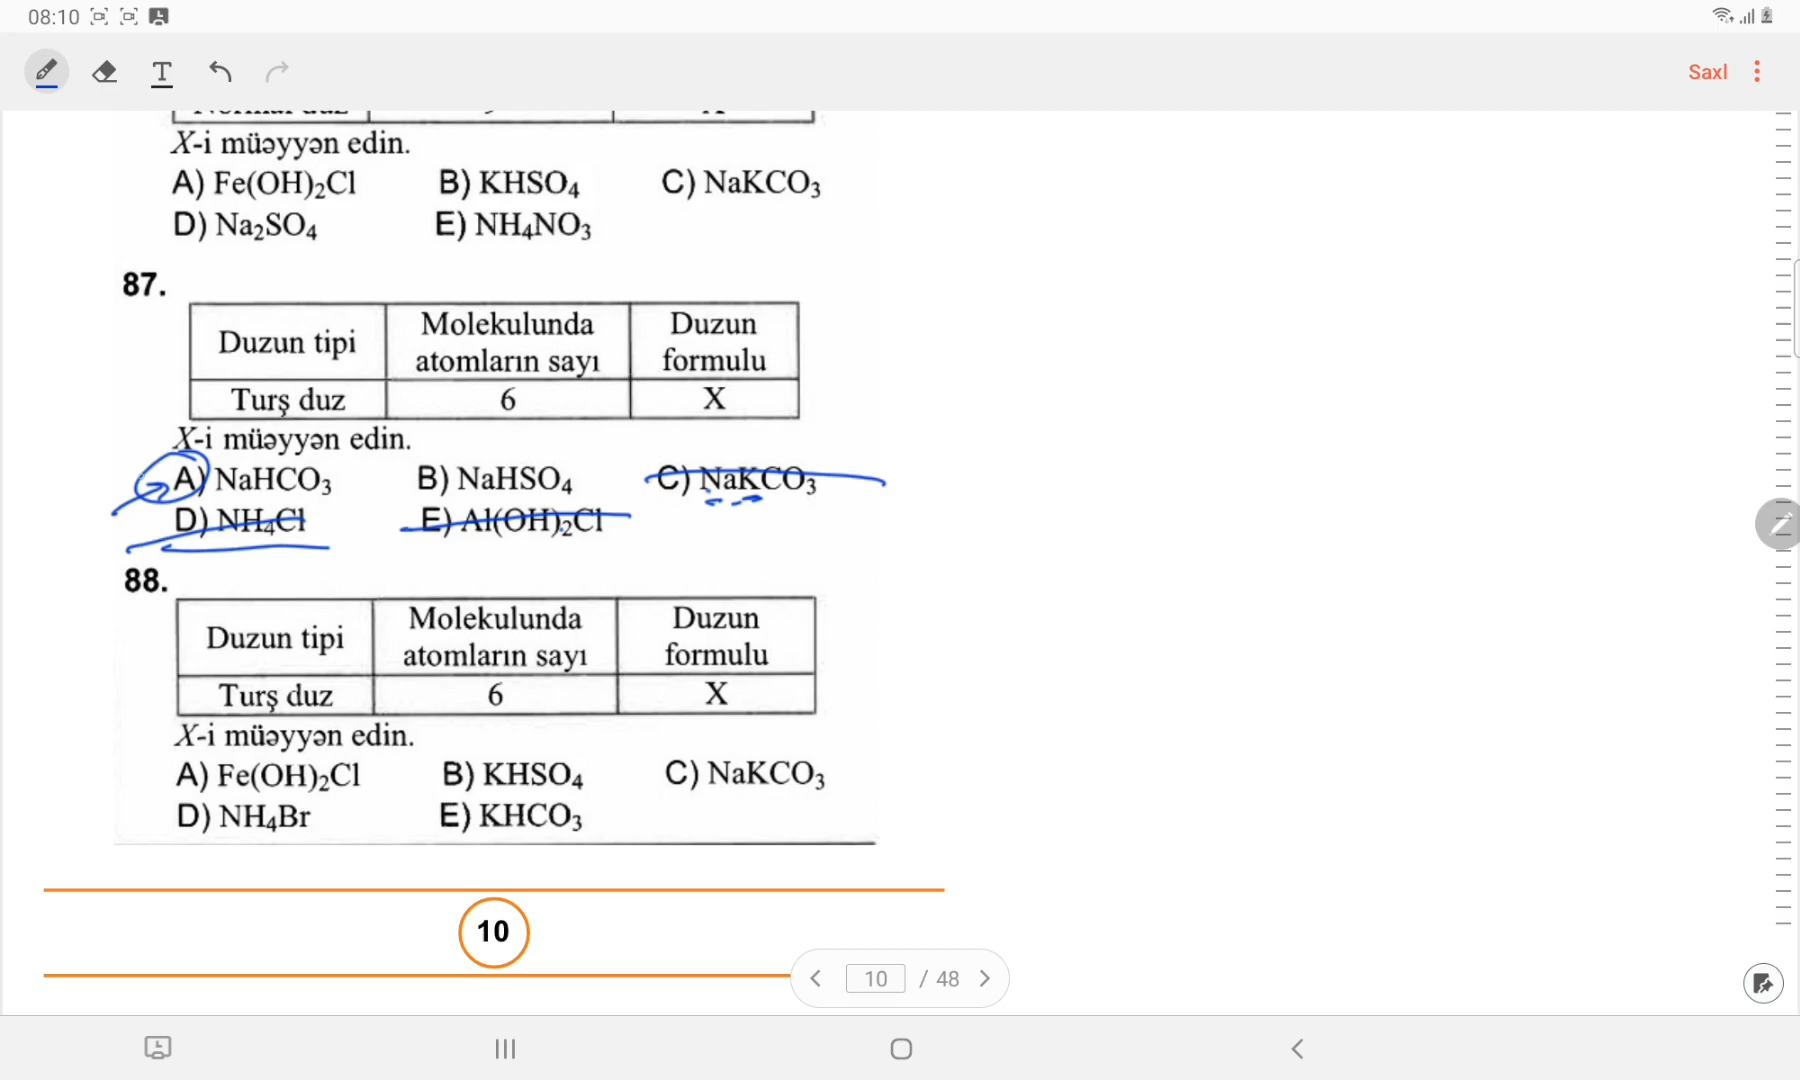 08:10
T
Saxl
X-i müəyyən edin.
A) Fe(OH)₂Cl B) KHSO₄ C) NaKCO₃
D) Na₂SO₄ E) NH₄NO₃
87.
Duzun tipi Molekulunda atomların sayı Duzun formulu
Turş duz 6 X
X-i müəyyən edin.
A) NaHCO₃ B) NaHSO₄ C) NaKCO₃
D) NH₄Cl E) Al(OH)₂Cl
88.
Duzun tipi Molekulunda atomların sayı Duzun formulu
Turş duz 6 X
X-i müəyyən edin.
A) Fe(OH)₂Cl B) KHSO₄ C) NaKCO₃
D) NH₄Br E) KHCO₃
10
10 / 48